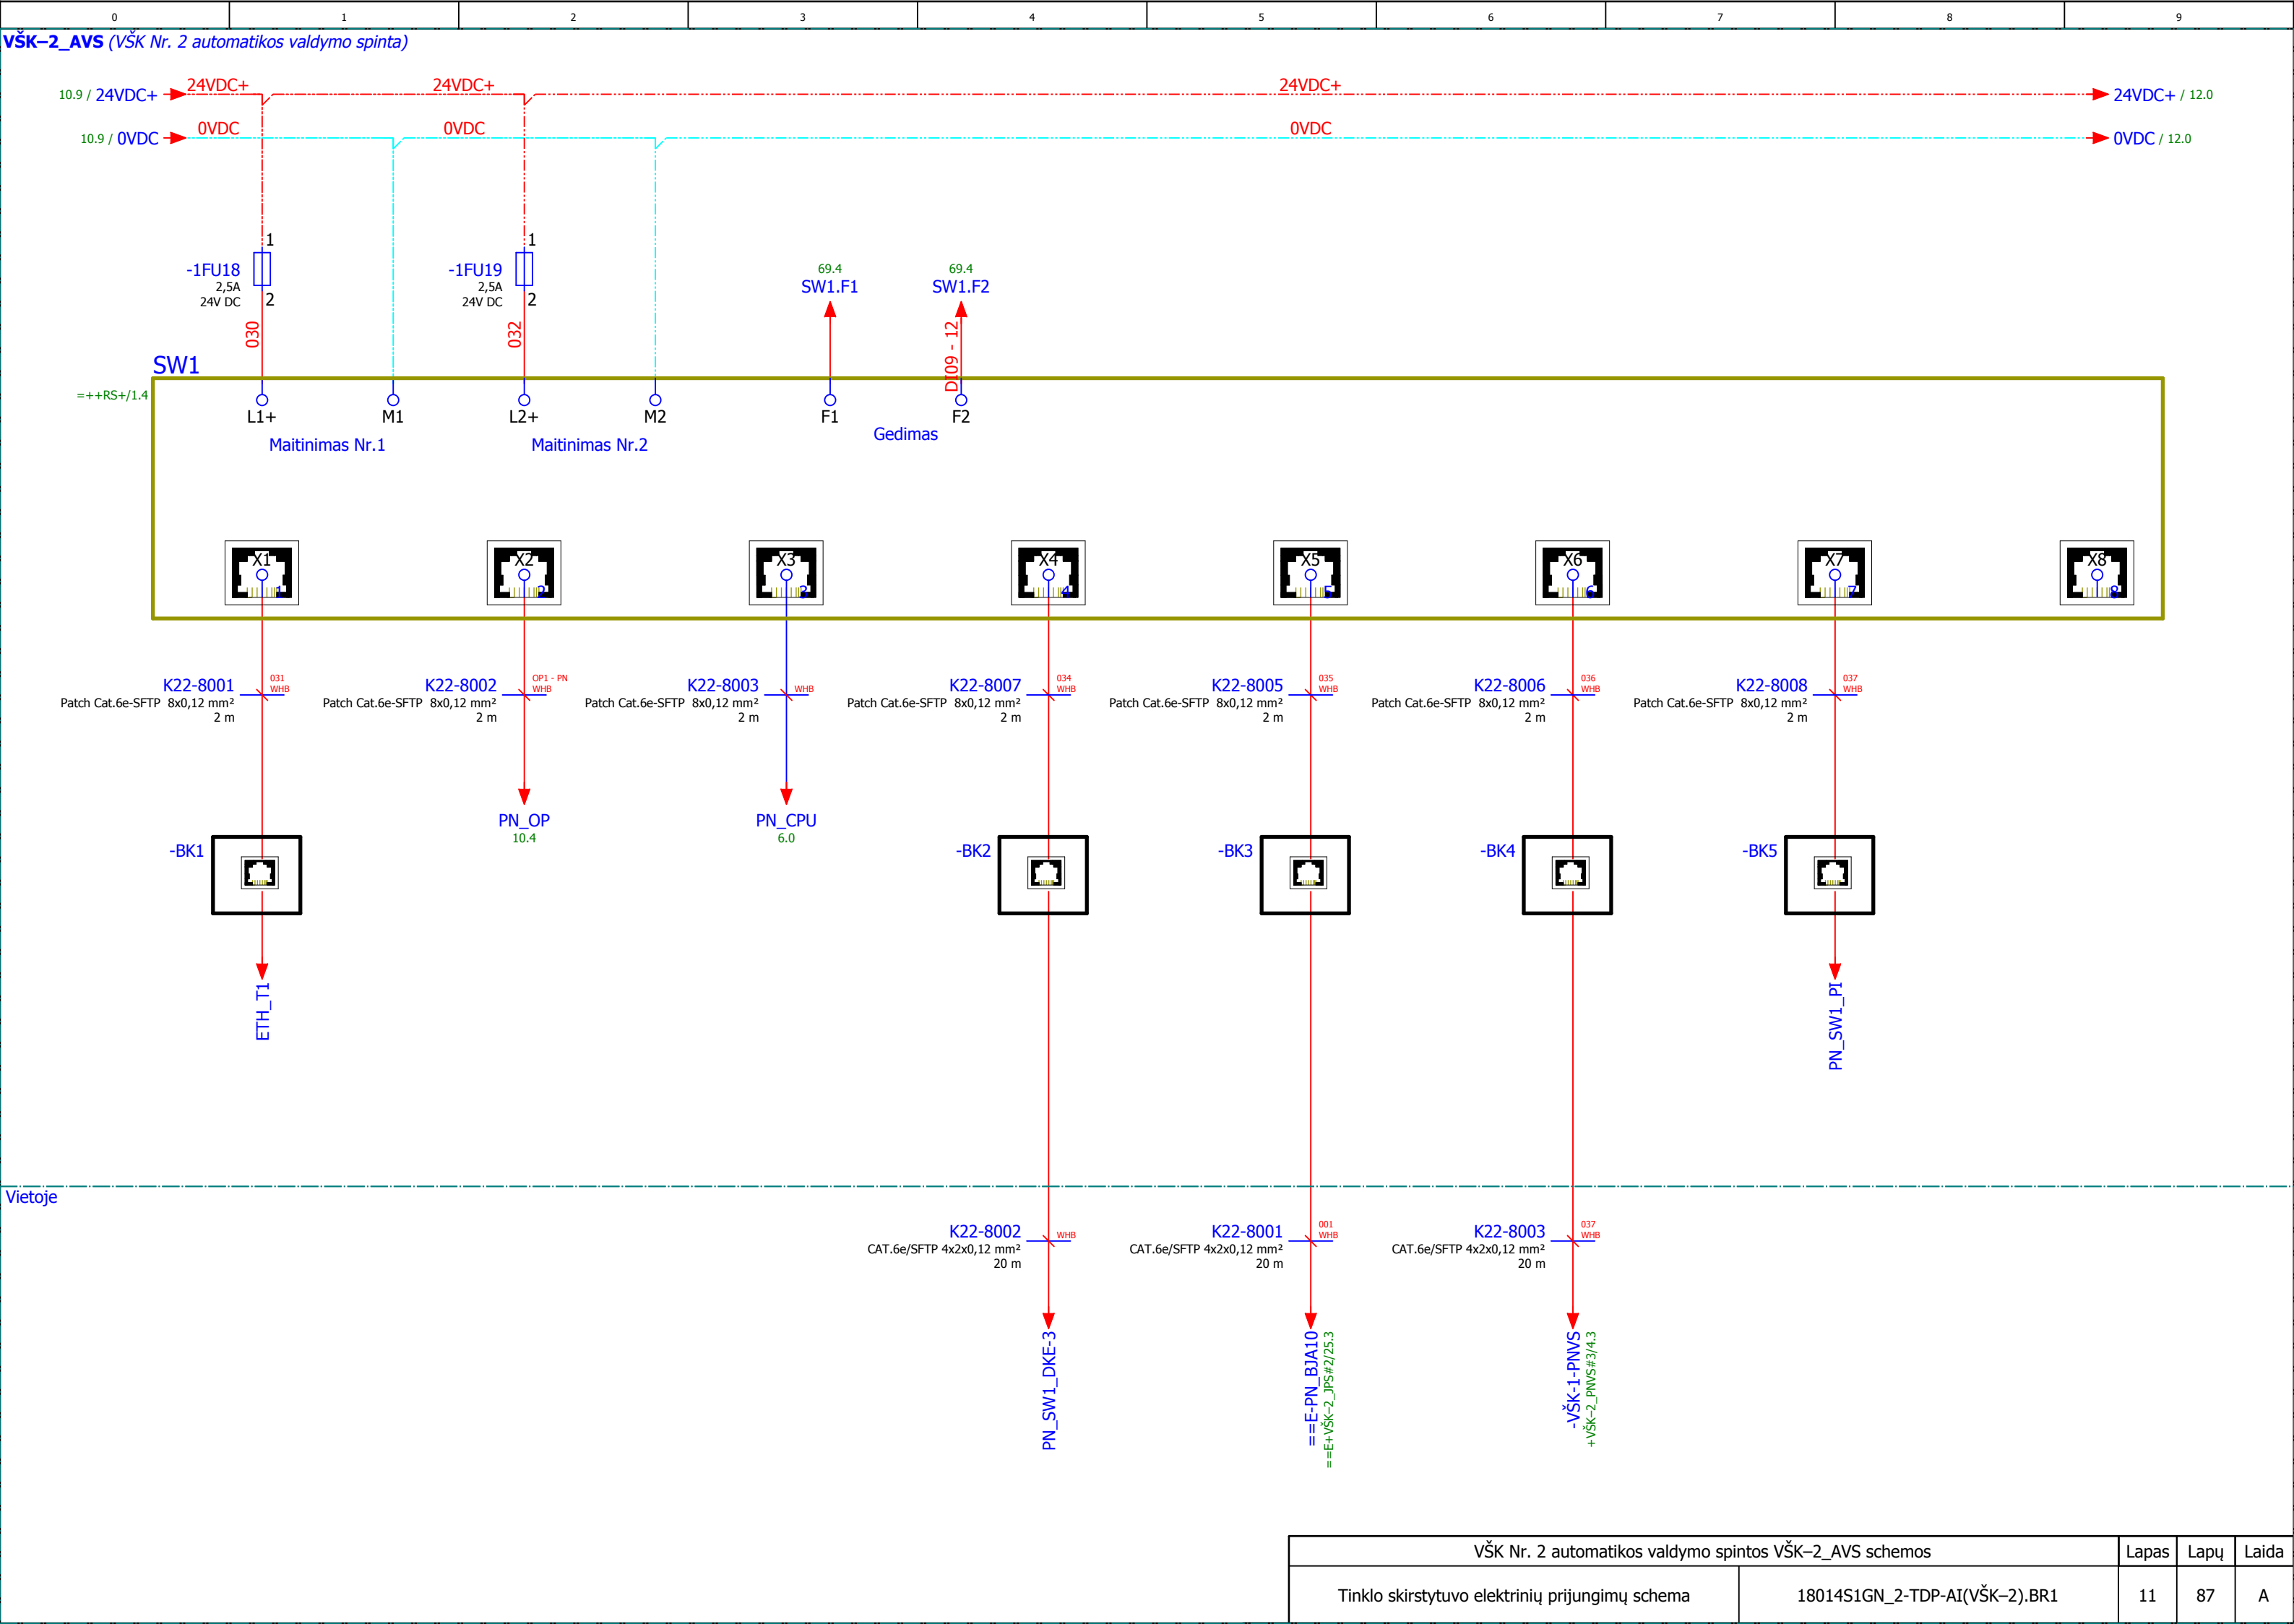 0 1 2 3 4 5 6 7 8 9
VŠK–2_AVS (VŠK Nr. 2 automatikos valdymo spinta)
10.9 / 24VDC+ 24VDC+ 24VDC+ 24VDC+ 24VDC+ / 12.0
10.9 / 0VDC 0VDC 0VDC 0VDC 0VDC / 12.0
1 1
-1FU18 -1FU19 69.4 69.4
2,5A 2,5A SW1.F1 SW1.F2
24V DC 2 24V DC 2
030 032 DI09 - 12
SW1
=++RS+/1.4
L1+ M1 L2+ M2 F1 F2
Maitinimas Nr.1 Maitinimas Nr.2 Gedimas
X1 X2 X3 X4 X5 X6 X7 X8
1 2 3 4 5 6 7 8
031 OP1 - PN 034 035 036 037
K22-8001 WHB K22-8002 WHB K22-8003 WHB K22-8007 WHB K22-8005 WHB K22-8006 WHB K22-8008 WHB
Patch Cat.6e-SFTP 8x0,12 mm² Patch Cat.6e-SFTP 8x0,12 mm² Patch Cat.6e-SFTP 8x0,12 mm² Patch Cat.6e-SFTP 8x0,12 mm² Patch Cat.6e-SFTP 8x0,12 mm² Patch Cat.6e-SFTP 8x0,12 mm² Patch Cat.6e-SFTP 8x0,12 mm²
2 m 2 m 2 m 2 m 2 m 2 m 2 m
PN_OP PN_CPU
10.4 6.0
-BK1 -BK2 -BK3 -BK4 -BK5
ETH_T1 PN_SW1_PI
Vietoje
001 037
K22-8002 WHB K22-8001 WHB K22-8003 WHB
CAT.6e/SFTP 4x2x0,12 mm² CAT.6e/SFTP 4x2x0,12 mm² CAT.6e/SFTP 4x2x0,12 mm²
20 m 20 m 20 m
PN_SW1_DKE-3
==E-PN_BJA10
==E+VŠK–2_JPS#2/25.3
-VŠK-1-PNVS
+VŠK–2_PNVS#3/4.3
VŠK Nr. 2 automatikos valdymo spintos VŠK–2_AVS schemos Lapas Lapų Laida
Tinklo skirstytuvo elektrinių prijungimų schema 18014S1GN_2-TDP-AI(VŠK–2).BR1 11 87 A